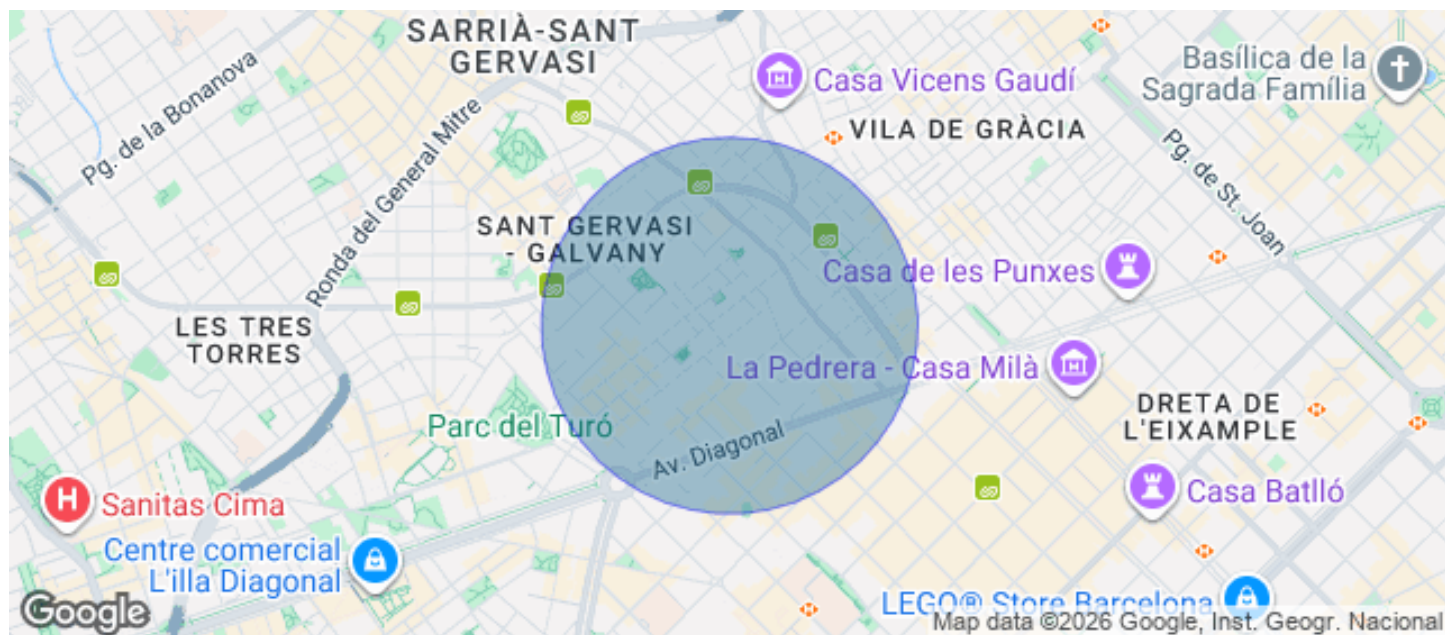 SARRIÀ-SANT
GERVASI
Casa Vicens Gaudí
Basílica de la
Sagrada Família
Pg. de la Bonanova
Ronda del General Mitre
VILA DE GRÀCIA
Pg. de St. Joan
SANT GERVASI
- GALVANY
Casa de les Punxes
LES TRES
TORRES
La Pedrera - Casa Milà
Parc del Turó
Av. Diagonal
DRETA DE
L'EIXAMPLE
H Sanitas Cima
Casa Batlló
Centre comercial
L'illa Diagonal
LEGO® Store Barcelona
Google
Map data ©2026 Google, Inst. Geogr. Nacional